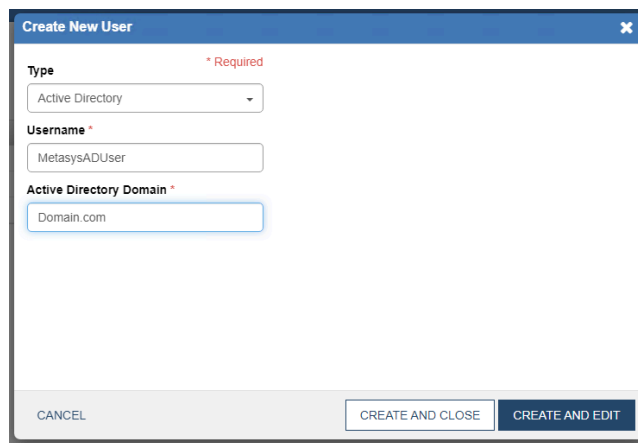 Create New User
* Required
Type
Active Directory
Username *
MetasysADUser
Active Directory Domain *
Domain.com
CANCEL
CREATE AND CLOSE
CREATE AND EDIT